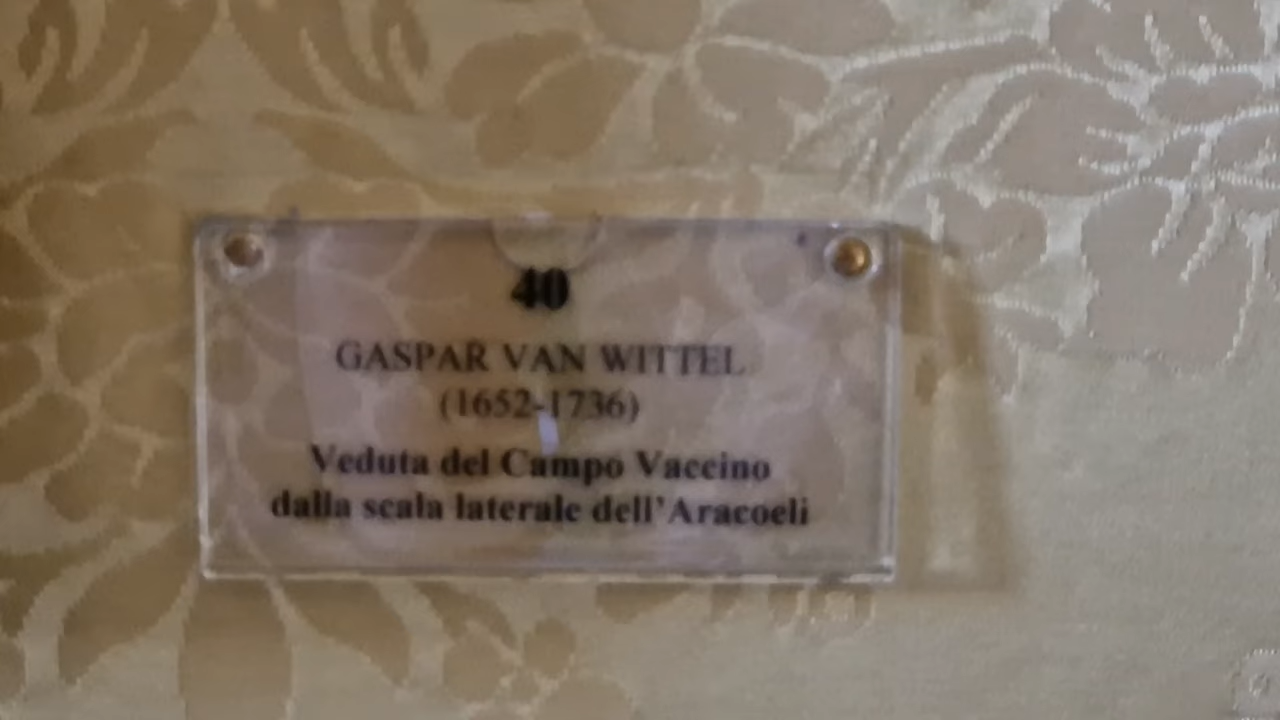 40
GASPAR VAN WITTEL
(1652-1736)
Veduta del Campo Vaccino
dalla scala laterale dell'Aracoeli